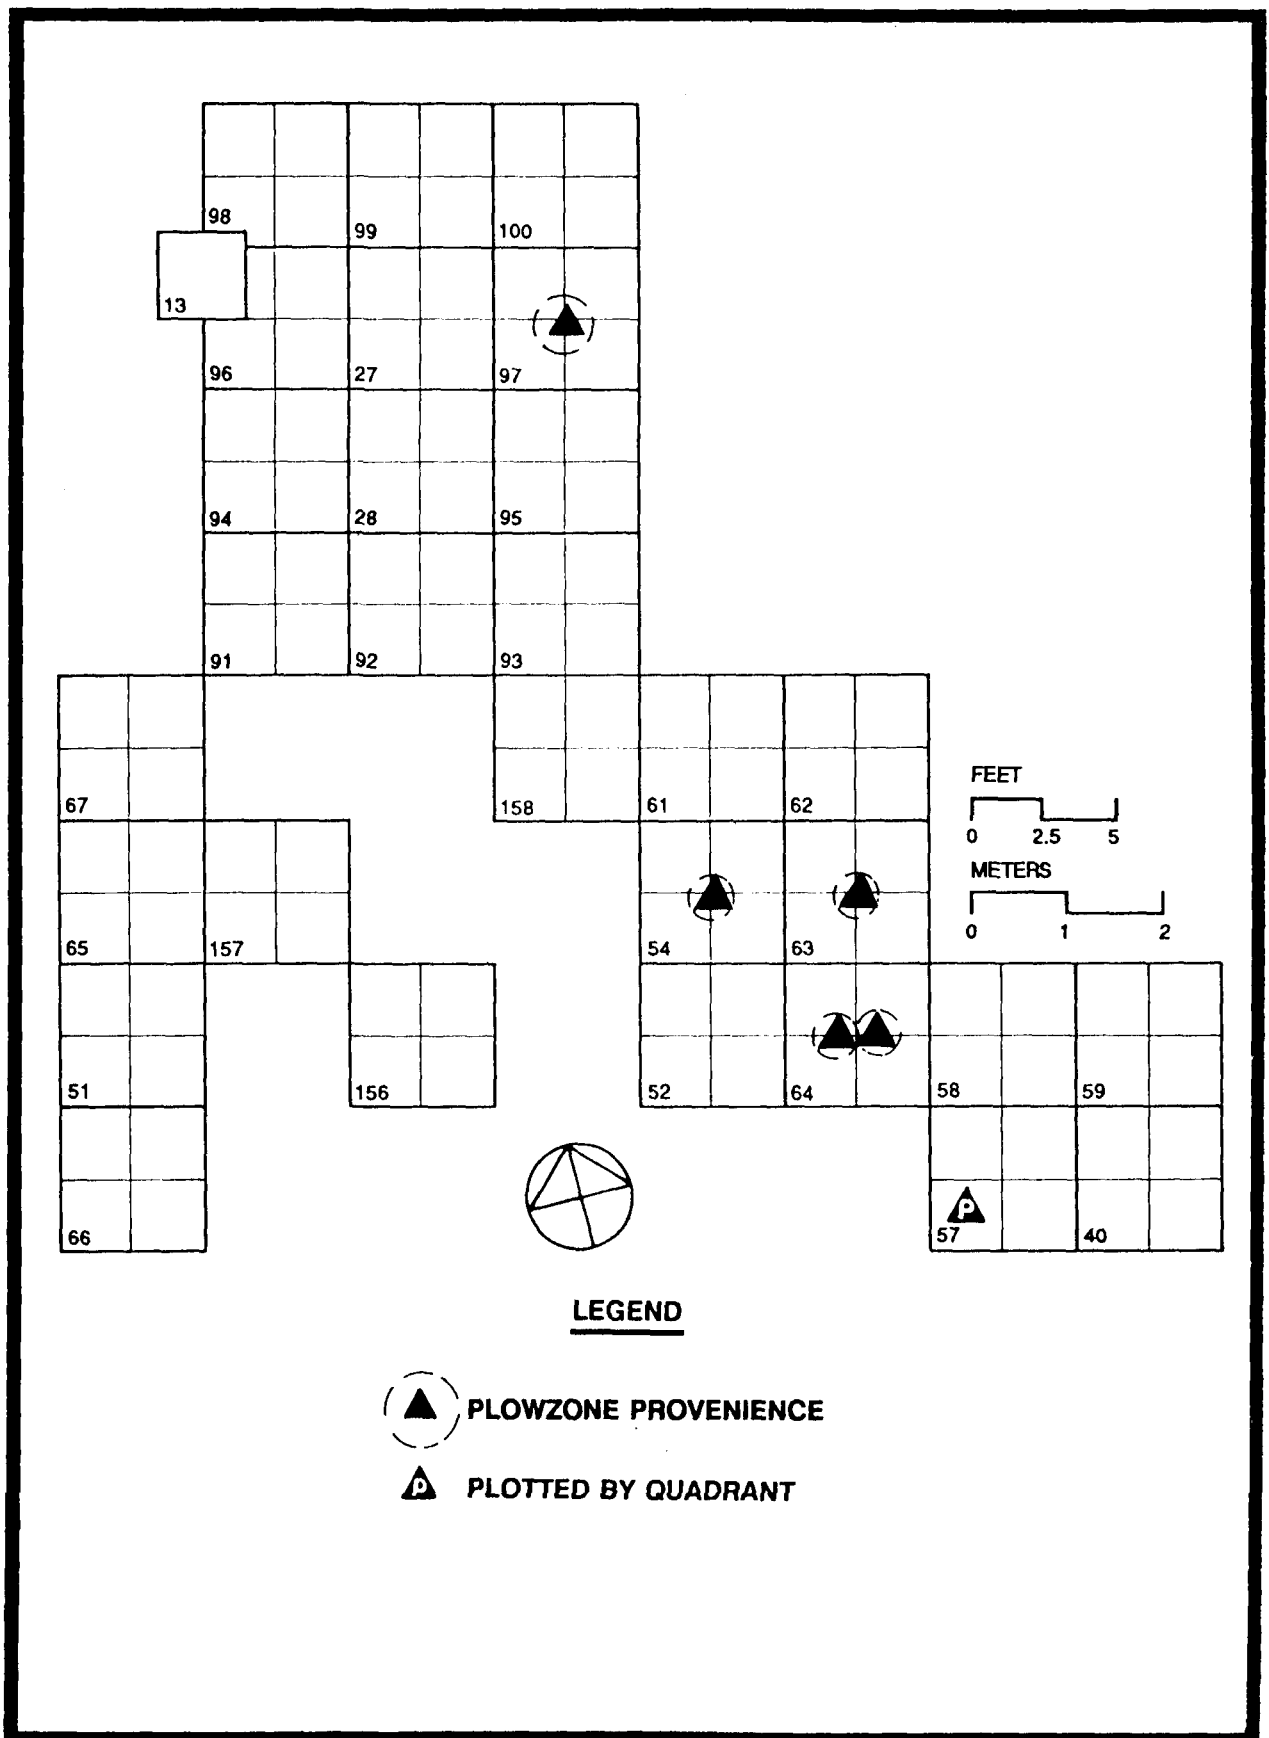 98 99 100
13
96 27 97
94 28 95
91 92 93
67 158 61 62
FEET
0 2.5 5
METERS
0 1 2
65 157 54 63
51 156 52 64 58 59
P
66 57 40
LEGEND
PLOWZONE PROVENIENCE
P PLOTTED BY QUADRANT